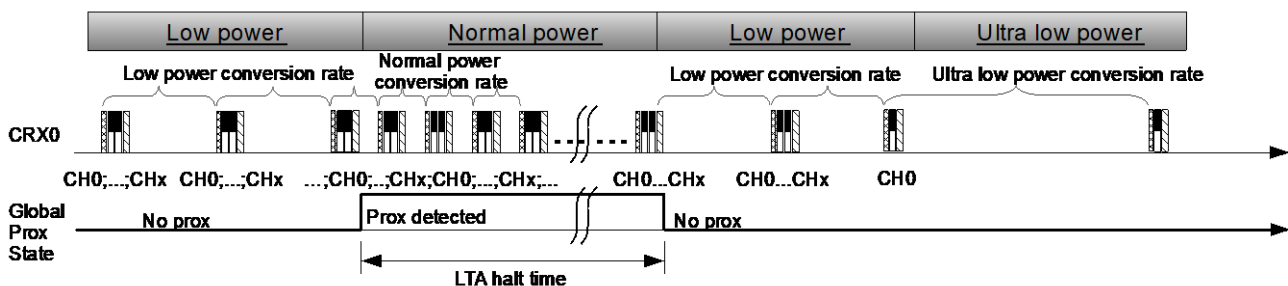 Low power Normal power Low power Ultra low power
Low power conversion rate Normal power conversion rate Low power conversion rate Ultra low power conversion rate
CRX0
CH0;...;CHx CH0;...;CHx ...;CH0;...,CHx;CH0;...;CHx;... CH0...CHx CH0...CHx CH0
Global Prox State
No prox Prox detected No prox
LTA halt time